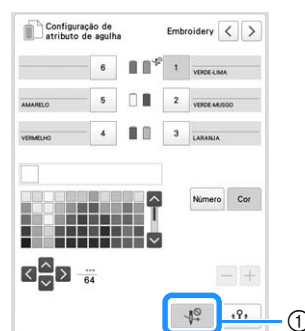 Configuração de
atributo de agulha
Embroidery
6
1
VERDE-LIMA
AMARELO
5
2
VERDE-MUSGO
VERMELHO
4
3
LARANJA
Número
Cor
64
1